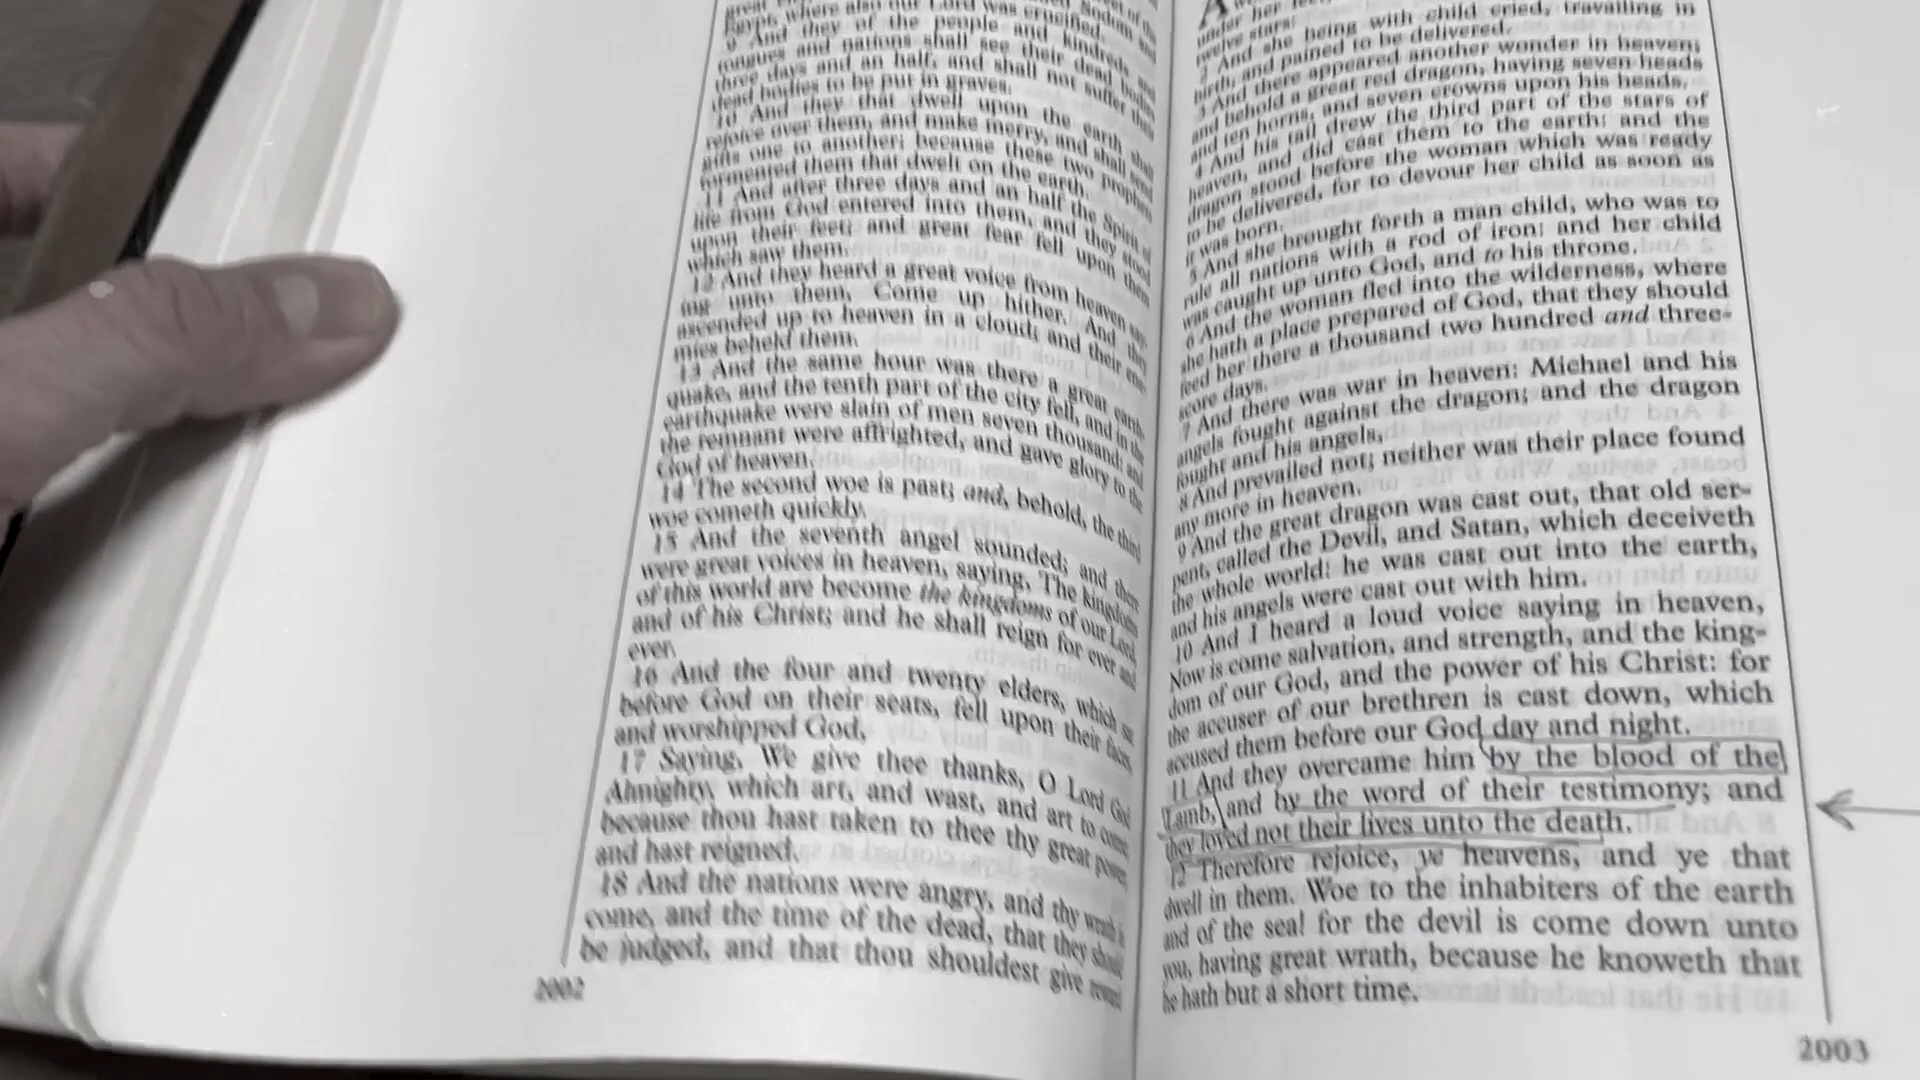 Egypt, where also our Lord was crucified.
9 And they of the people and kindreds and
tongues and nations shall see their dead bodies
three days and an half, and shall not suffer their
dead bodies to be put in graves.
10 And they that dwell upon the earth shall
rejoice over them, and make merry, and shall send
gifts one to another; because these two prophets
tormented them that dwelt on the earth.
11 And after three days and an half the Spirit of
life from God entered into them, and they stood
upon their feet; and great fear fell upon them
which saw them.
12 And they heard a great voice from heaven say-
ing unto them, Come up hither. And they
ascended up to heaven in a cloud; and their ene-
mies beheld them.
13 And the same hour was there a great earth-
quake, and the tenth part of the city fell, and in the
earthquake were slain of men seven thousand: and
the remnant were affrighted, and gave glory to the
God of heaven.
14 The second woe is past; and, behold, the third
woe cometh quickly.
15 And the seventh angel sounded; and there
were great voices in heaven, saying, The kingdoms
of this world are become the kingdoms of our Lord,
and of his Christ; and he shall reign for ever and
ever.
16 And the four and twenty elders, which sat
before God on their seats, fell upon their faces,
and worshipped God,
17 Saying, We give thee thanks, O Lord God
Almighty, which art, and wast, and art to come;
because thou hast taken to thee thy great power,
and hast reigned.
18 And the nations were angry, and thy wrath is
come, and the time of the dead, that they should
be judged, and that thou shouldest give reward
2002
under her feet
twelve stars:
2 And she being with child cried, travailing in
birth, and pained to be delivered.
3 And there appeared another wonder in heaven;
and behold a great red dragon, having seven heads
and ten horns, and seven crowns upon his heads.
4 And his tail drew the third part of the stars of
heaven, and did cast them to the earth: and the
dragon stood before the woman which was ready
to be delivered, for to devour her child as soon as
it was born.
5 And she brought forth a man child, who was to
rule all nations with a rod of iron: and her child
was caught up unto God, and to his throne.
6 And the woman fled into the wilderness, where
she hath a place prepared of God, that they should
feed her there a thousand two hundred and three-
score days.
7 And there was war in heaven: Michael and his
angels fought against the dragon; and the dragon
fought and his angels,
8 And prevailed not; neither was their place found
any more in heaven.
9 And the great dragon was cast out, that old ser-
pent, called the Devil, and Satan, which deceiveth
the whole world: he was cast out into the earth,
and his angels were cast out with him.
10 And I heard a loud voice saying in heaven,
Now is come salvation, and strength, and the king-
dom of our God, and the power of his Christ: for
the accuser of our brethren is cast down, which
accused them before our God day and night.
11 And they overcame him by the blood of the
Lamb, and by the word of their testimony; and
they loved not their lives unto the death.
12 Therefore rejoice, ye heavens, and ye that
dwell in them. Woe to the inhabiters of the earth
and of the sea! for the devil is come down unto
you, having great wrath, because he knoweth that
he hath but a short time.
2003